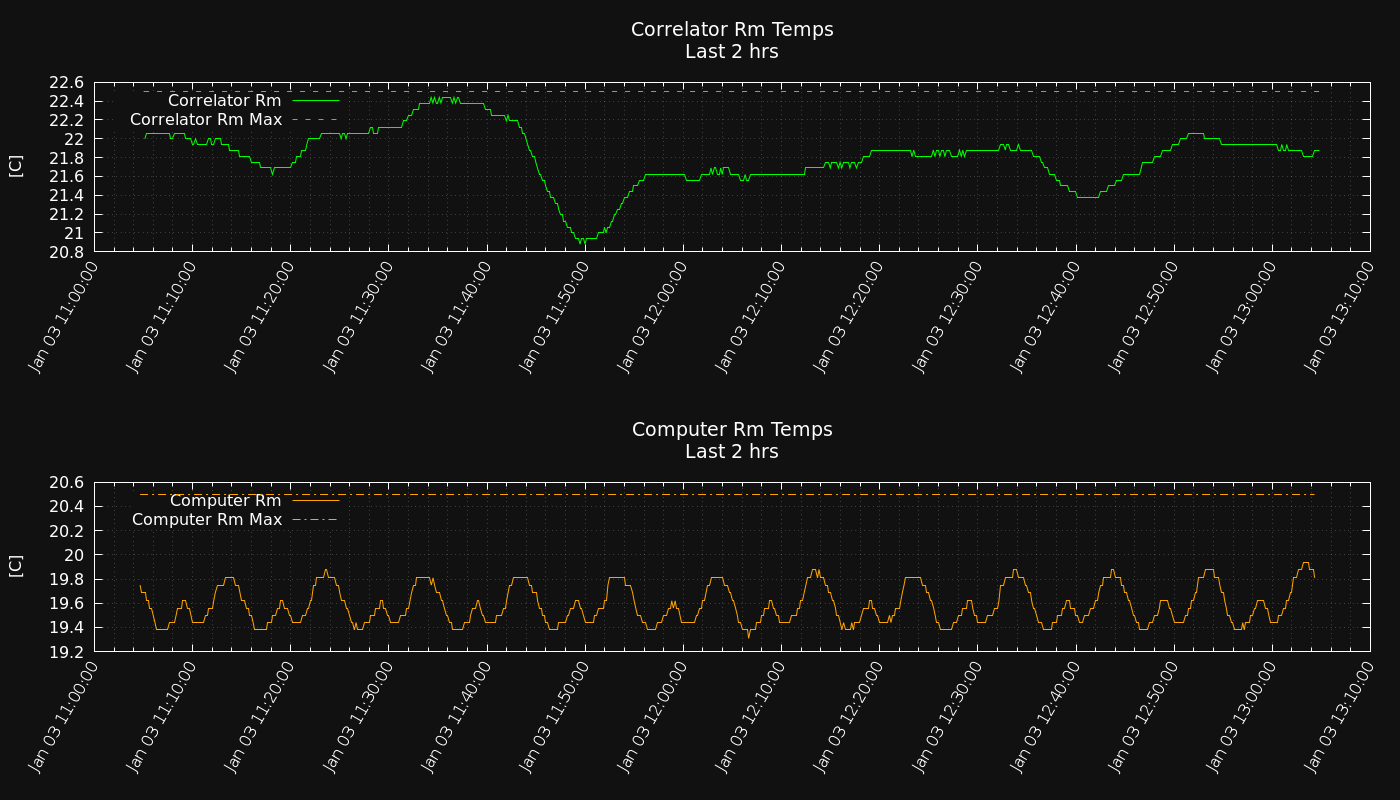 Correlator Rm Temps
Last 2 hrs
22.6
22.4
22.2
22
21.8
21.6
21.4
21.2
21
20.8
[C]
Correlator Rm
Correlator Rm Max
Jan 03 11:00:00
Jan 03 11:10:00
Jan 03 11:20:00
Jan 03 11:30:00
Jan 03 11:40:00
Jan 03 11:50:00
Jan 03 12:00:00
Jan 03 12:10:00
Jan 03 12:20:00
Jan 03 12:30:00
Jan 03 12:40:00
Jan 03 12:50:00
Jan 03 13:00:00
Jan 03 13:10:00
Computer Rm Temps
Last 2 hrs
20.6
20.4
20.2
20
19.8
19.6
19.4
19.2
[C]
Computer Rm
Computer Rm Max
Jan 03 11:00:00
Jan 03 11:10:00
Jan 03 11:20:00
Jan 03 11:30:00
Jan 03 11:40:00
Jan 03 11:50:00
Jan 03 12:00:00
Jan 03 12:10:00
Jan 03 12:20:00
Jan 03 12:30:00
Jan 03 12:40:00
Jan 03 12:50:00
Jan 03 13:00:00
Jan 03 13:10:00